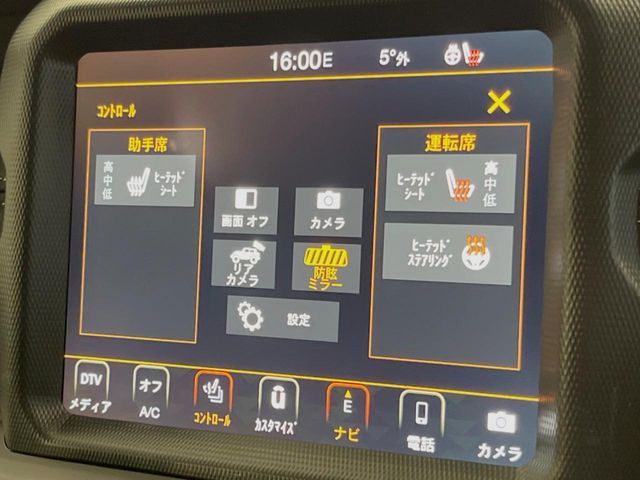 16:00E 5°外
コントロール
助手席
高
中
低
ヒーテッド
シート
画面 オフ
カメラ
リア
カメラ
防眩
ミラー
設定
運転席
ヒーテッド
シート
高
中
低
ヒーテッド
ステアリング
DTV
メディア
オフ
A/C
コントロール
カスタマイズ
E
ナビ
電話
カメラ